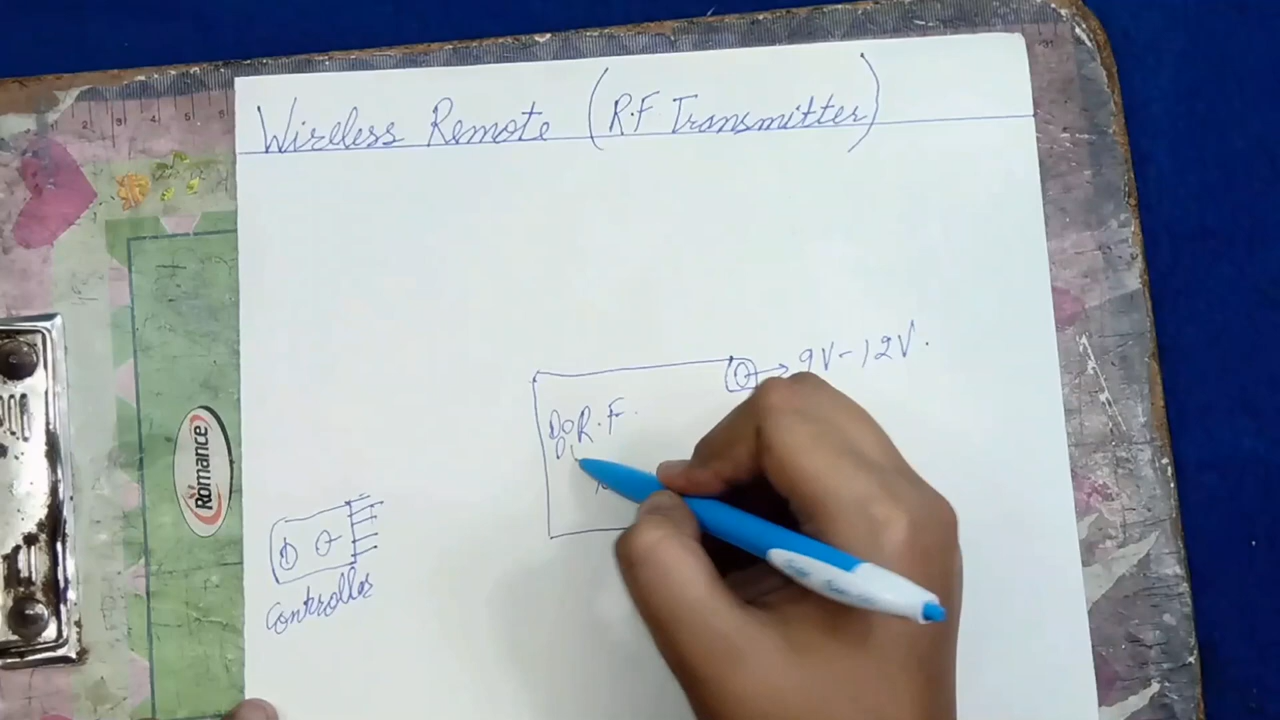 Wireless Remote (R.F Transmitter)
9V-12V.
R.F.
Controller
Romance